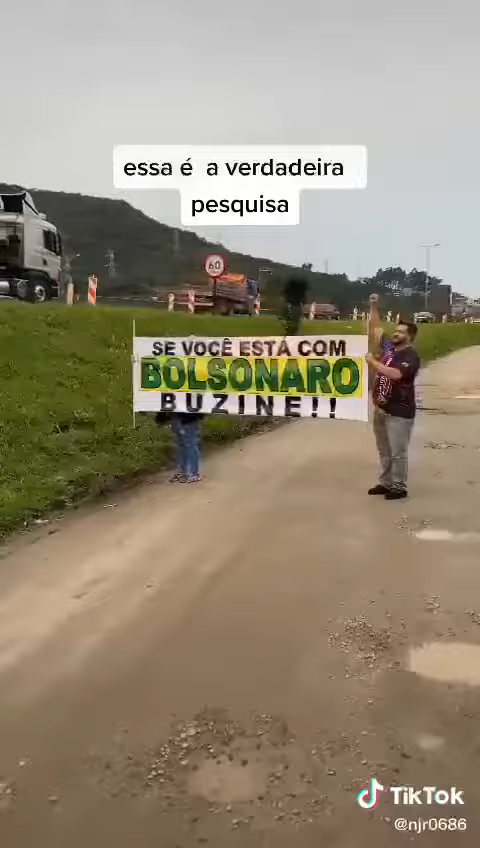 essa é a verdadeira
pesquisa
60
SE VOCÊ ESTÁ COM
BOLSONARO
BUZINE!!
TikTok
@njr0686